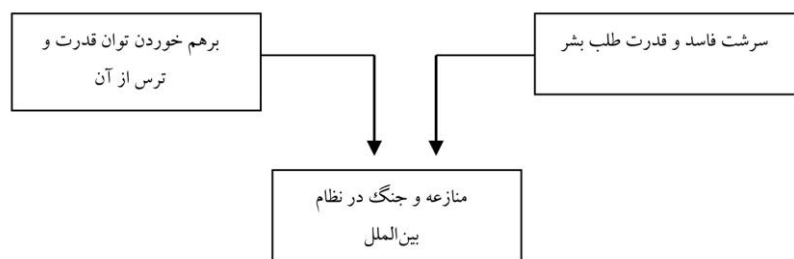 سرشت فاسد و قدرت طلب بشر
برهم خوردن توان قدرت و
ترس از آن
منازعه و جنگ در نظام
بین‌الملل